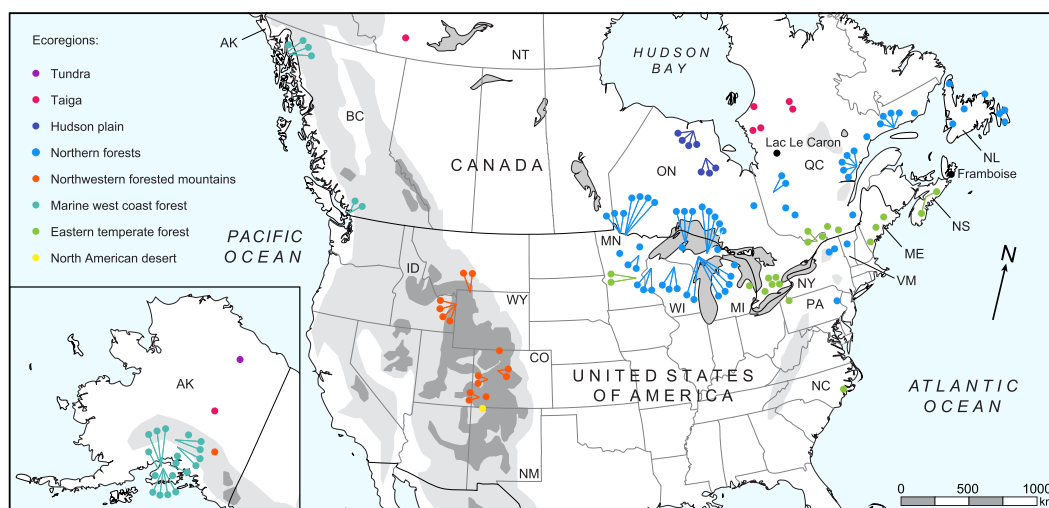 Ecoregions:
Tundra
Taiga
Hudson plain
Northern forests
Northwestern forested mountains
Marine west coast forest
Eastern temperate forest
North American desert
AK
NT
HUDSON
BAY
BC
CANADA
ON
Lac Le Caron
QC
NL
Framboise
NS
ME
VM
NY
PA
MN
WI
MI
PACIFIC
OCEAN
ID
WY
CO
UNITED STATES
OF AMERICA
NC
NM
ATLANTIC
OCEAN
N
AK
0 500 1000
km